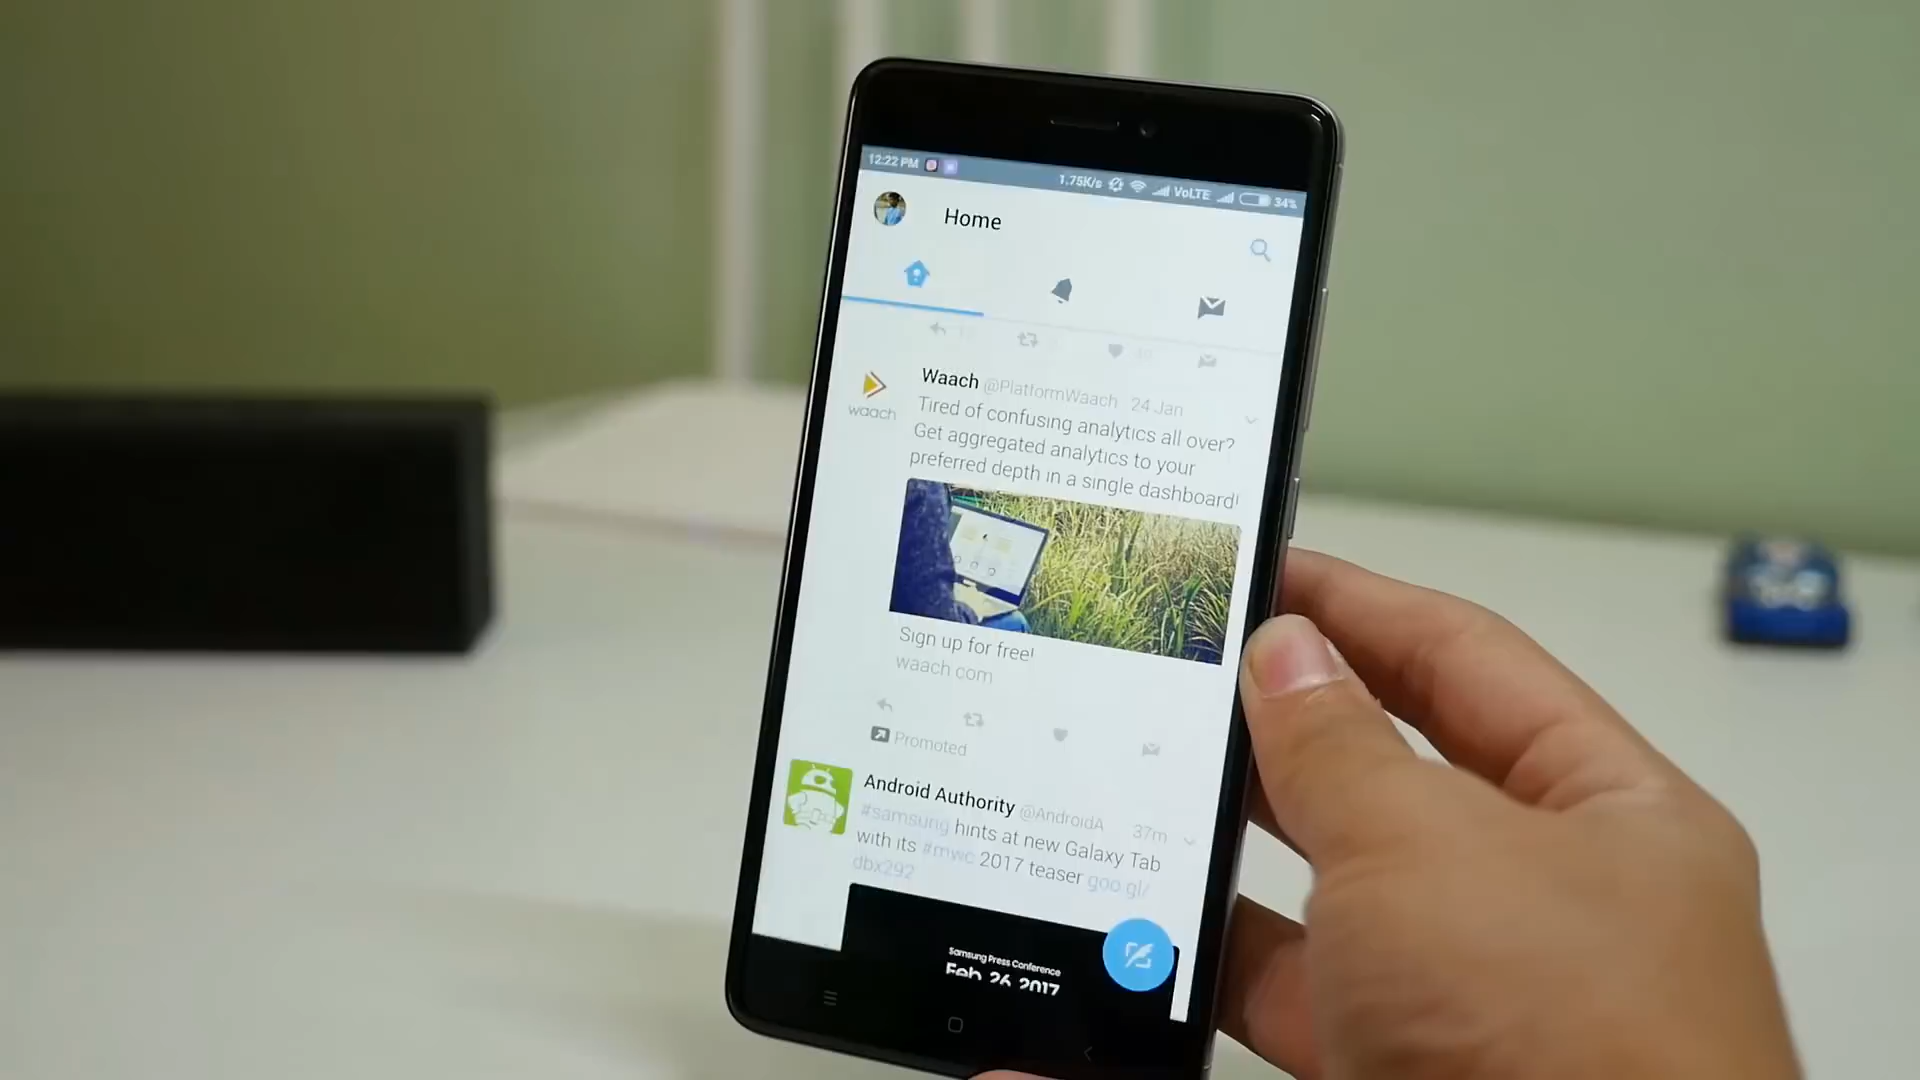 12:22 PM
1.75K/s VoLTE 34%
Home
Waach @PlatformWaach 24 Jan
waach
Tired of confusing analytics all over?
Get aggregated analytics to your
preferred depth in a single dashboard!
Sign up for free!
waach.com
Promoted
Android Authority @AndroidA 37m
#samsung hints at new Galaxy Tab
with its #mwc 2017 teaser goo.gl/
dbx292
Samsung Press Conference
Feb 26 2017